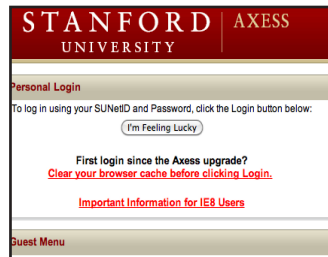 STANFORD AXESS
UNIVERSITY
Personal Login
To log in using your SUNetID and Password, click the Login button below:
I'm Feeling Lucky
First login since the Axess upgrade?
Clear your browser cache before clicking Login.
Important Information for IE8 Users
Guest Menu